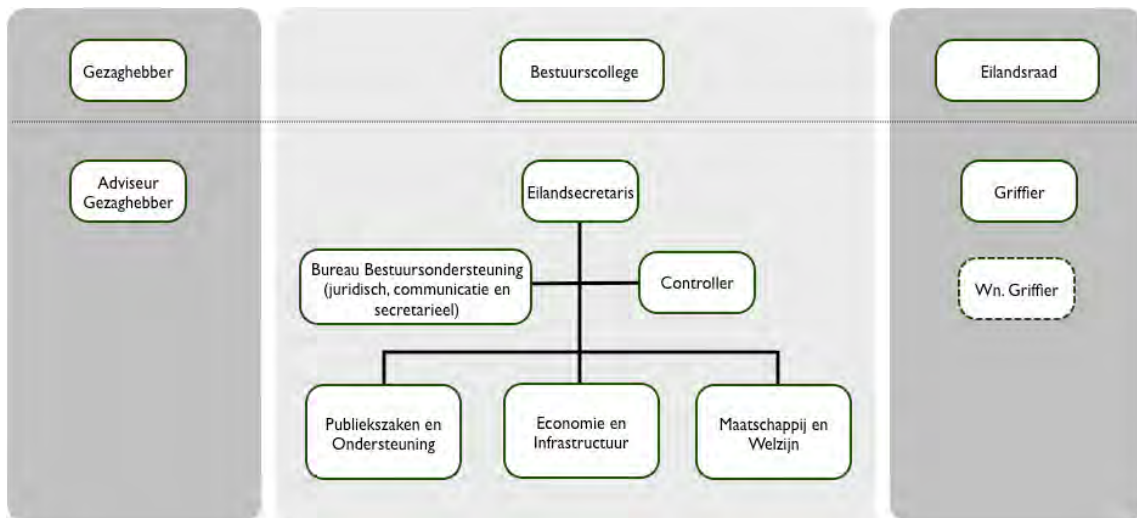 Gezaghebber
Bestuurscollege
Eilandsraad
Adviseur
Gezaghebber
Eilandsecretaris
Griffier
Bureau Bestuursondersteuning
(juridisch, communicatie en
secretarieel)
Controller
Wn. Griffier
Publiekszaken en
Ondersteuning
Economie en
Infrastructuur
Maatschappij en
Welzijn